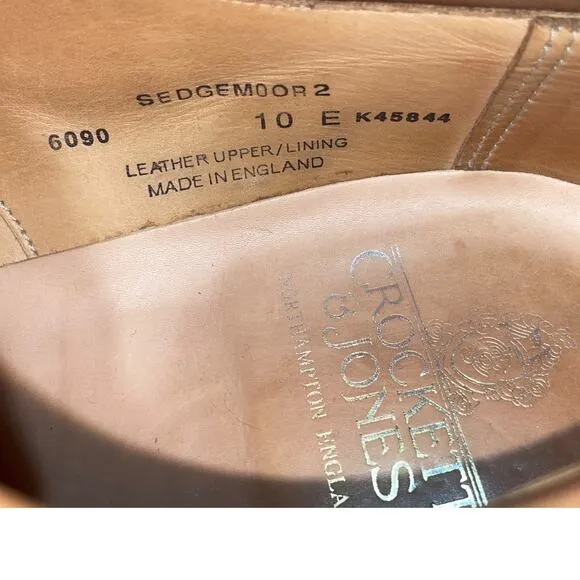 SEDGEMOOR 2
6090 10 E K45844
LEATHER UPPER/LINING
MADE IN ENGLAND
CROCKETT
& JONES
NORTHAMPTON ENGLA